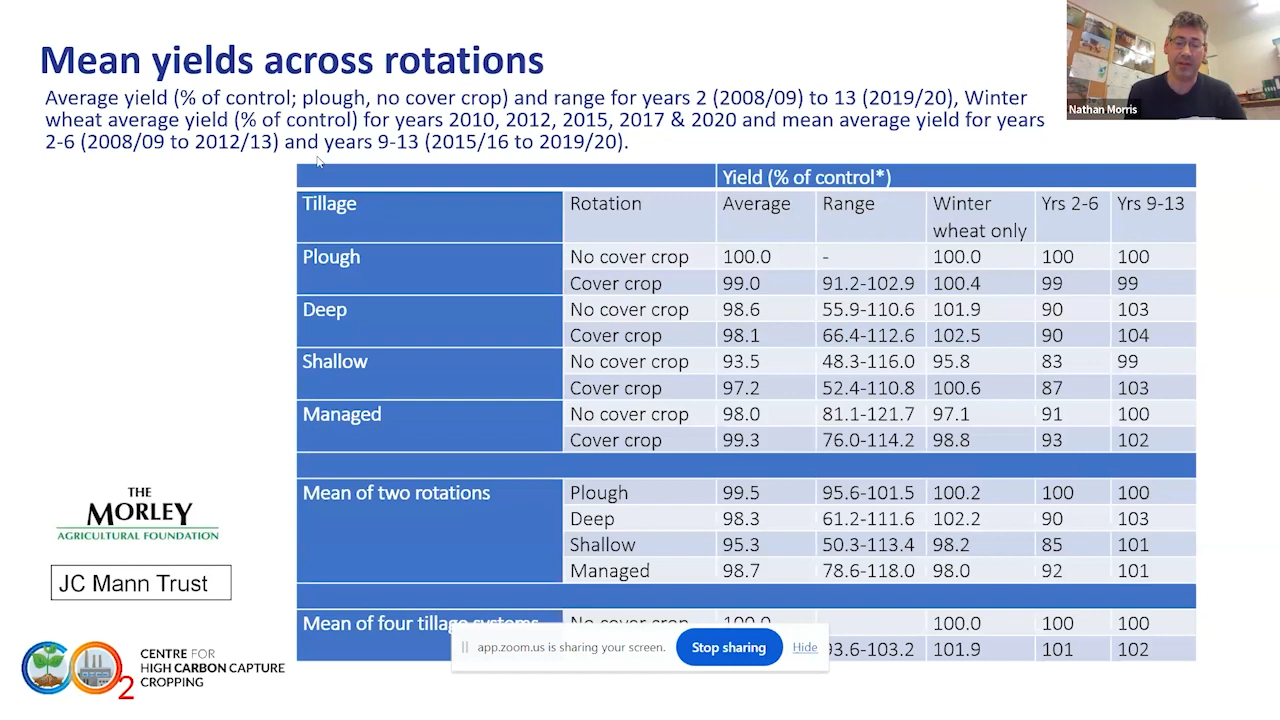 Mean yields across rotations
Average yield (% of control; plough, no cover crop) and range for years 2 (2008/09) to 13 (2019/20), Winter
wheat average yield (% of control) for years 2010, 2012, 2015, 2017 & 2020 and mean average yield for years
2-6 (2008/09 to 2012/13) and years 9-13 (2015/16 to 2019/20).
Nathan Morris
Yield (% of control*)
Tillage Rotation Average Range Winter wheat only Yrs 2-6 Yrs 9-13
Plough No cover crop 100.0 - 100.0 100 100
Cover crop 99.0 91.2-102.9 100.4 99 99
Deep No cover crop 98.6 55.9-110.6 101.9 90 103
Cover crop 98.1 66.4-112.6 102.5 90 104
Shallow No cover crop 93.5 48.3-116.0 95.8 83 99
Cover crop 97.2 52.4-110.8 100.6 87 103
Managed No cover crop 98.0 81.1-121.7 97.1 91 100
Cover crop 99.3 76.0-114.2 98.8 93 102
Mean of two rotations Plough 99.5 95.6-101.5 100.2 100 100
Deep 98.3 61.2-111.6 102.2 90 103
Shallow 95.3 50.3-113.4 98.2 85 101
Managed 98.7 78.6-118.0 98.0 92 101
Mean of four tillage systems No cover crop 100.0 100.0 100 100
93.6-103.2 101.9 101 102
app.zoom.us is sharing your screen. Stop sharing Hide
THE
MORLEY
AGRICULTURAL FOUNDATION
JC Mann Trust
2
CENTRE FOR
HIGH CARBON CAPTURE
CROPPING